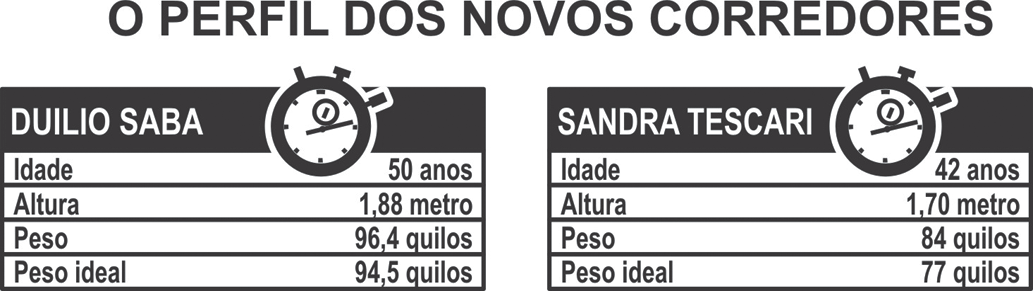 O PERFIL DOS NOVOS CORREDORES
DUILIO SABA
Idade 50 anos
Altura 1,88 metro
Peso 96,4 quilos
Peso ideal 94,5 quilos
SANDRA TESCARI
Idade 42 anos
Altura 1,70 metro
Peso 84 quilos
Peso ideal 77 quilos